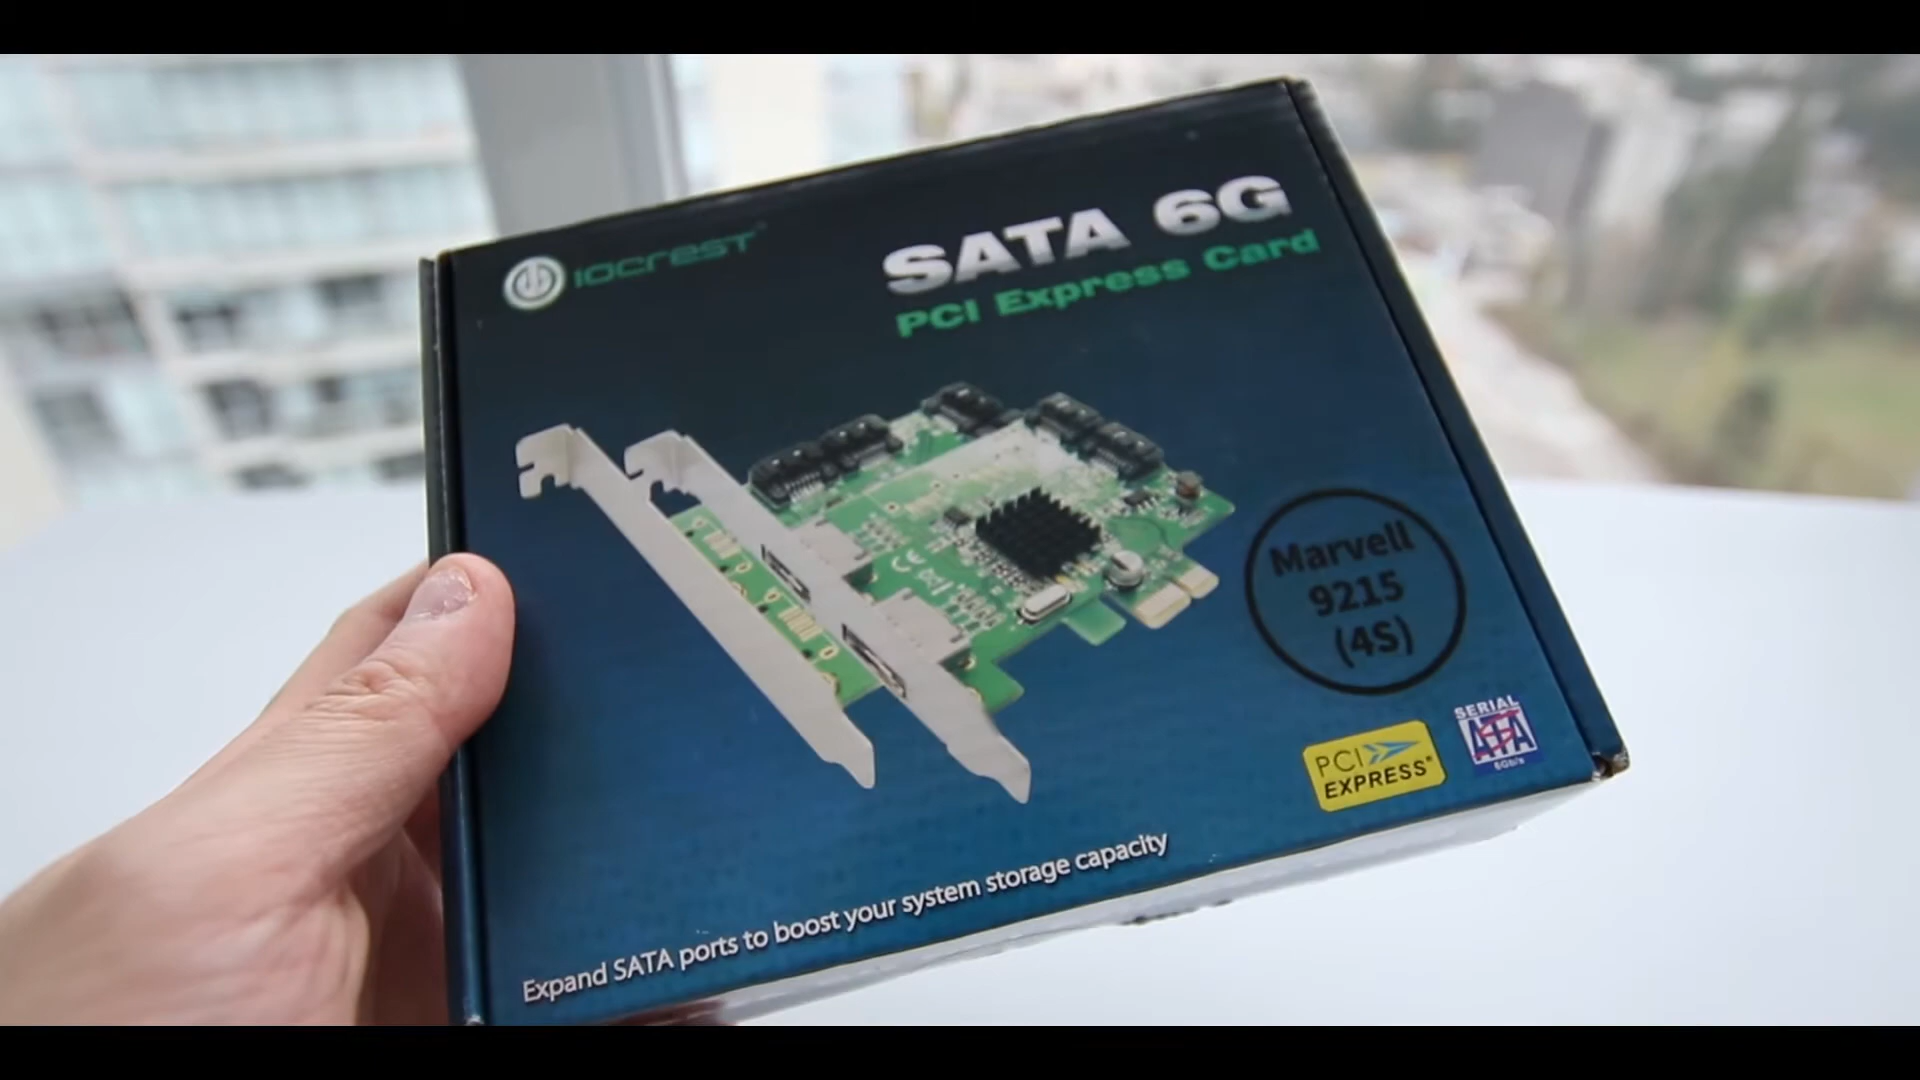 IOCREST
SATA 6G
PCI Express Card
Marvell
9215
(4S)
SERIAL
ATA
6Gb/s
PCI
EXPRESS®
Expand SATA ports to boost your system storage capacity